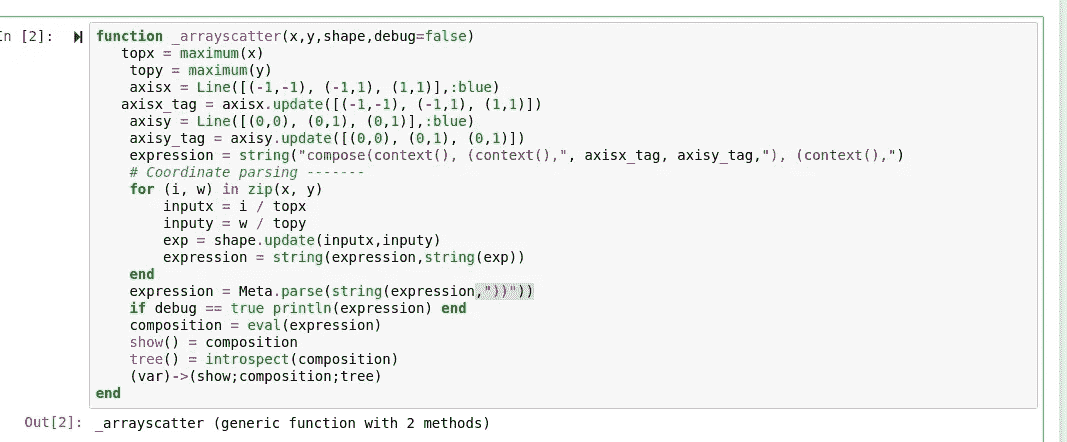 In [2]: function _arrayscatter(x,y,shape,debug=false)
topx = maximum(x)
topy = maximum(y)
axisx = Line([(-1,-1), (-1,1), (1,1)],:blue)
axisx_tag = axisx.update([(-1,-1), (-1,1), (1,1)])
axisy = Line([(0,0), (0,1), (0,1)],:blue)
axisy_tag = axisy.update([(0,0), (0,1), (0,1)])
expression = string("compose(context(), (context(),", axisx_tag, axisy_tag,"), (context(),")
# Coordinate parsing -------
for (i, w) in zip(x, y)
inputx = i / topx
inputy = w / topy
exp = shape.update(inputx,inputy)
expression = string(expression,string(exp))
end
expression = Meta.parse(string(expression,"))"))
if debug == true println(expression) end
composition = eval(expression)
show() = composition
tree() = introspect(composition)
(var)->(show;composition;tree)
end
Out[2]: _arrayscatter (generic function with 2 methods)